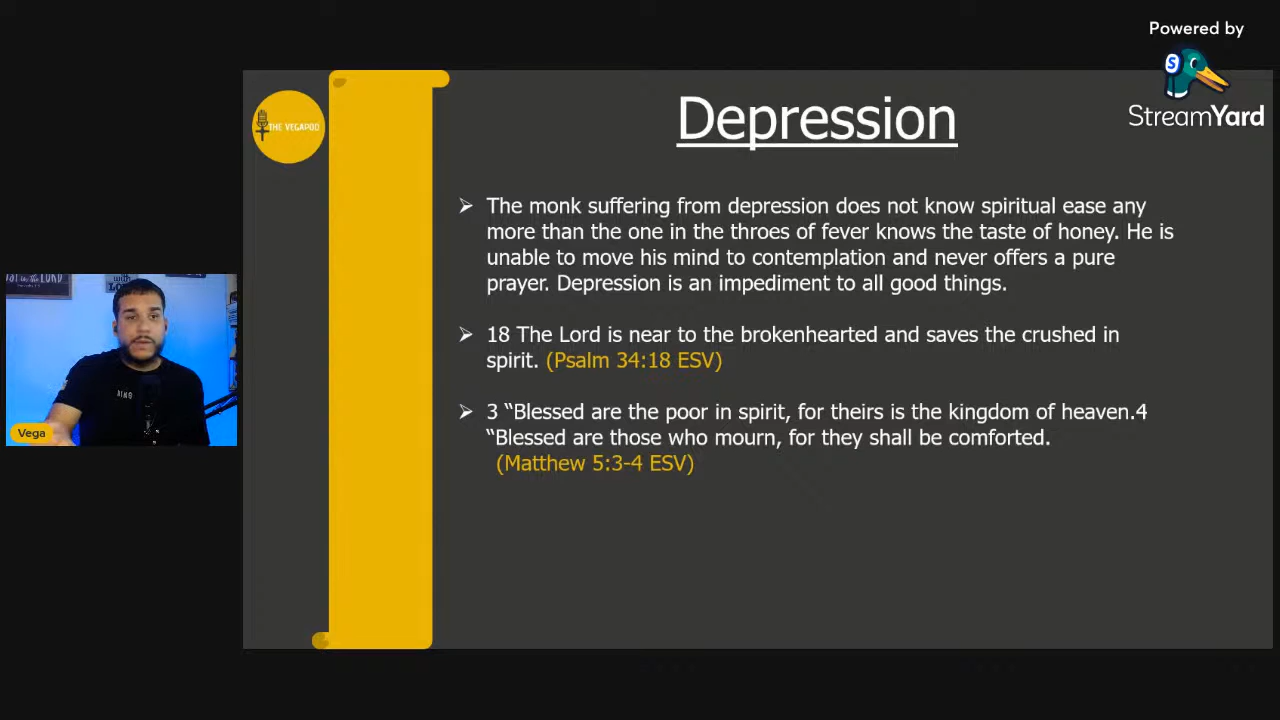 Powered by
StreamYard
THE VEGAPOD
Depression
➢ The monk suffering from depression does not know spiritual ease any
more than the one in the throes of fever knows the taste of honey. He is
unable to move his mind to contemplation and never offers a pure
prayer. Depression is an impediment to all good things.
➢ 18 The Lord is near to the brokenhearted and saves the crushed in
spirit. (Psalm 34:18 ESV)
➢ 3 “Blessed are the poor in spirit, for theirs is the kingdom of heaven.4
“Blessed are those who mourn, for they shall be comforted.
(Matthew 5:3-4 ESV)
Vega